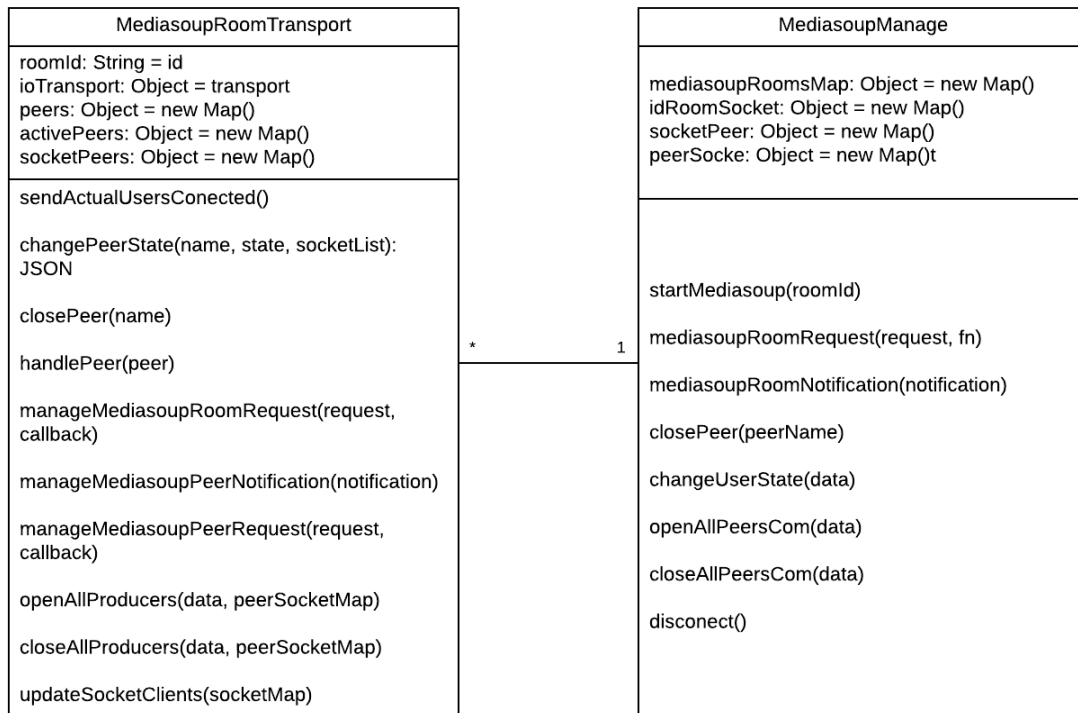 MediasoupRoomTransport
roomId: String = id
ioTransport: Object = transport
peers: Object = new Map()
activePeers: Object = new Map()
socketPeers: Object = new Map()
sendActualUsersConected()
changePeerState(name, state, socketList):
JSON
closePeer(name)
handlePeer(peer)
manageMediasoupRoomRequest(request,
callback)
manageMediasoupPeerNotification(notification)
manageMediasoupPeerRequest(request,
callback)
openAllProducers(data, peerSocketMap)
closeAllProducers(data, peerSocketMap)
updateSocketClients(socketMap)
*
1
MediasoupManage
mediasoupRoomsMap: Object = new Map()
idRoomSocket: Object = new Map()
socketPeer: Object = new Map()
peerSocke: Object = new Map()t
startMediasoup(roomId)
mediasoupRoomRequest(request, fn)
mediasoupRoomNotification(notification)
closePeer(peerName)
changeUserState(data)
openAllPeersCom(data)
closeAllPeersCom(data)
disconect()